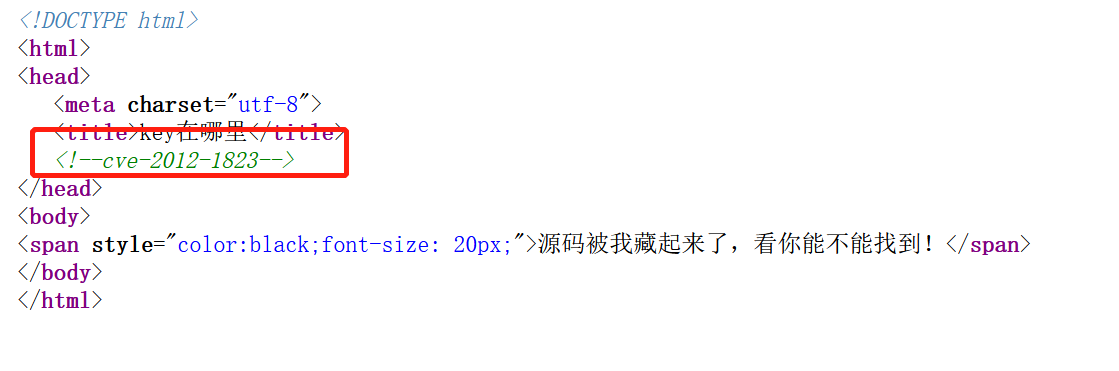 <!DOCTYPE html>
<html>
<head>
<meta charset="utf-8">
<title>key在哪里</title>
<!--cve-2012-1823-->
</head>
<body>
<span style="color:black;font-size: 20px;">源码被我藏起来了，看你能不能找到！</span>
</body>
</html>